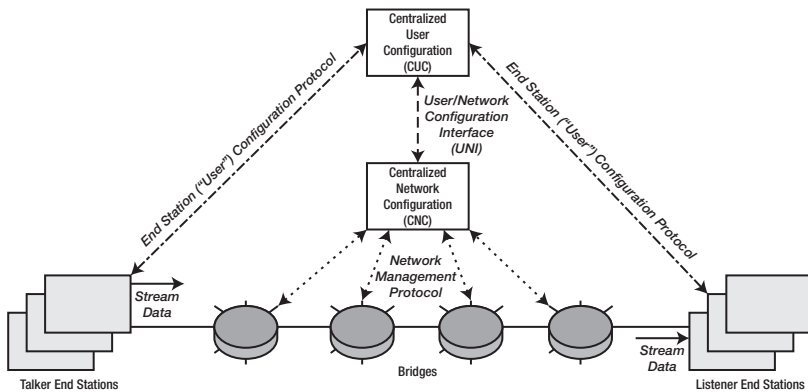 Centralized
User
Configuration
(CUC)
End Station ("User") Configuration Protocol
End Station ("User") Configuration Protocol
User/Network
Configuration
Interface
(UNI)
Centralized
Network
Configuration
(CNC)
Network
Management
Protocol
Stream
Data
Stream
Data
Talker End Stations
Bridges
Listener End Stations